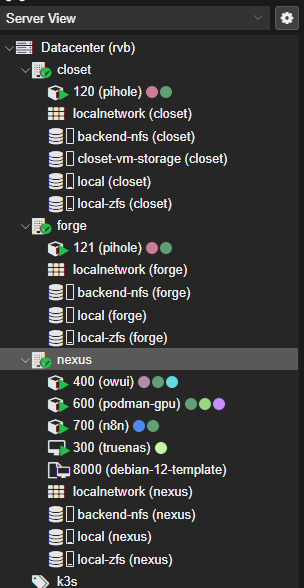 Server View
Datacenter (rvb)
closet
120 (pihole)
localnetwork (closet)
backend-nfs (closet)
closet-vm-storage (closet)
local (closet)
local-zfs (closet)
forge
121 (pihole)
localnetwork (forge)
backend-nfs (forge)
local (forge)
local-zfs (forge)
nexus
400 (owui)
600 (podman-gpu)
700 (n8n)
300 (truenas)
8000 (debian-12-template)
localnetwork (nexus)
backend-nfs (nexus)
local (nexus)
local-zfs (nexus)
k3s